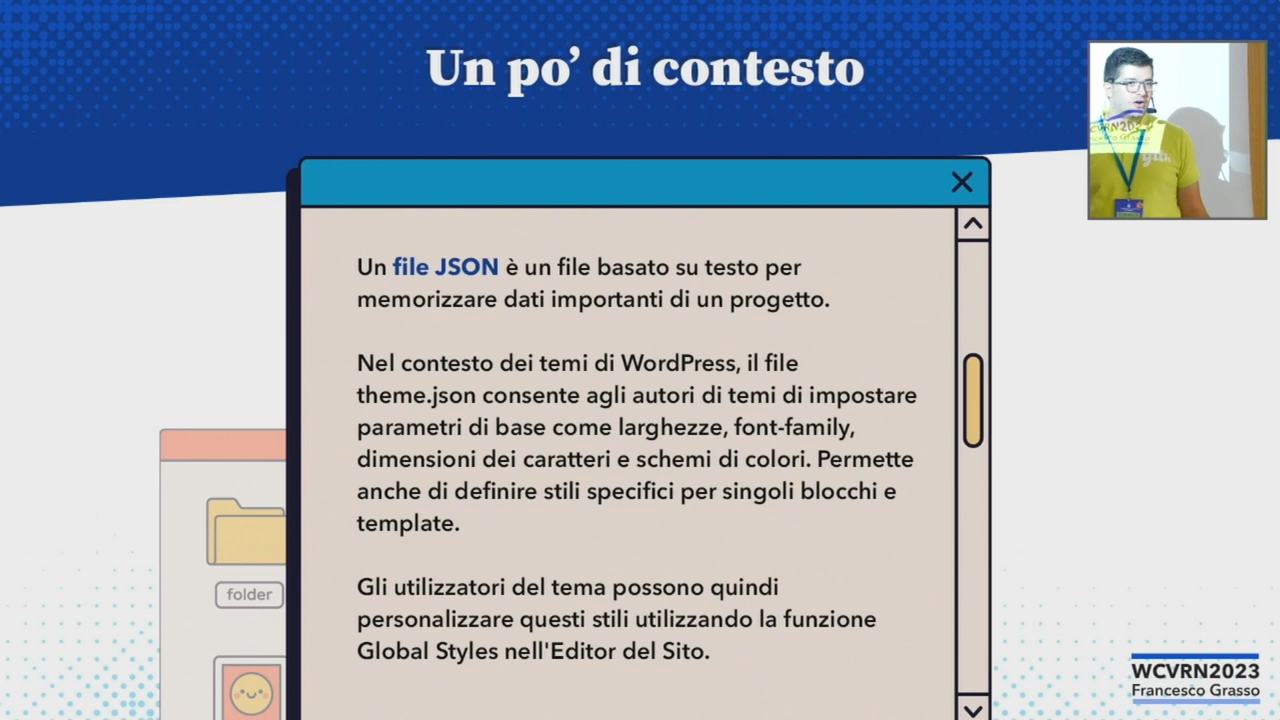 Un po’ di contesto
Un file JSON è un file basato su testo per
memorizzare dati importanti di un progetto.
Nel contesto dei temi di WordPress, il file
theme.json consente agli autori di temi di impostare
parametri di base come larghezze, font-family,
dimensioni dei caratteri e schemi di colori. Permette
anche di definire stili specifici per singoli blocchi e
template.
Gli utilizzatori del tema possono quindi
personalizzare questi stili utilizzando la funzione
Global Styles nell'Editor del Sito.
folder
WCVRN2023
Francesco Grasso